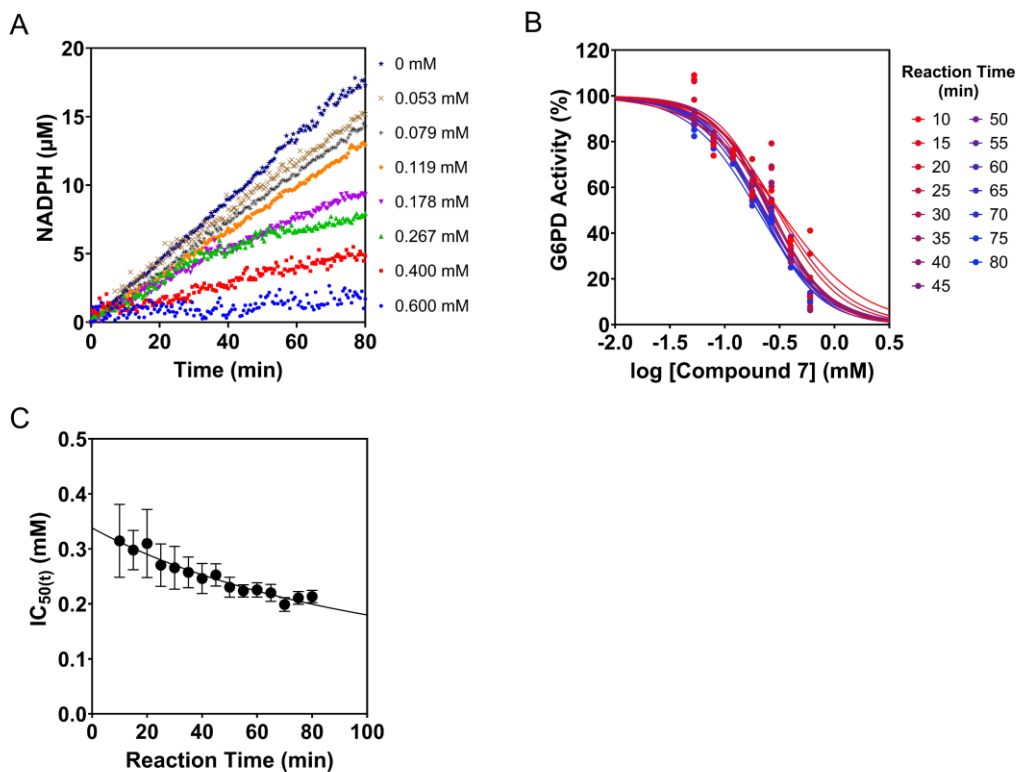 A
NADPH (µM)
20
15
10
5
0
0 20 40 60 80
Time (min)
0 mM
0.053 mM
0.079 mM
0.119 mM
0.178 mM
0.267 mM
0.400 mM
0.600 mM
B
G6PD Activity (%)
120
100
80
60
40
20
0
-2.0 -1.5 -1.0 -0.5 0.0 0.5
log [Compound 7] (mM)
Reaction Time
(min)
10 50
15 55
20 60
25 65
30 70
35 75
40 80
45
C
IC50(t) (mM)
0.5
0.4
0.3
0.2
0.1
0.0
0 20 40 60 80 100
Reaction Time (min)